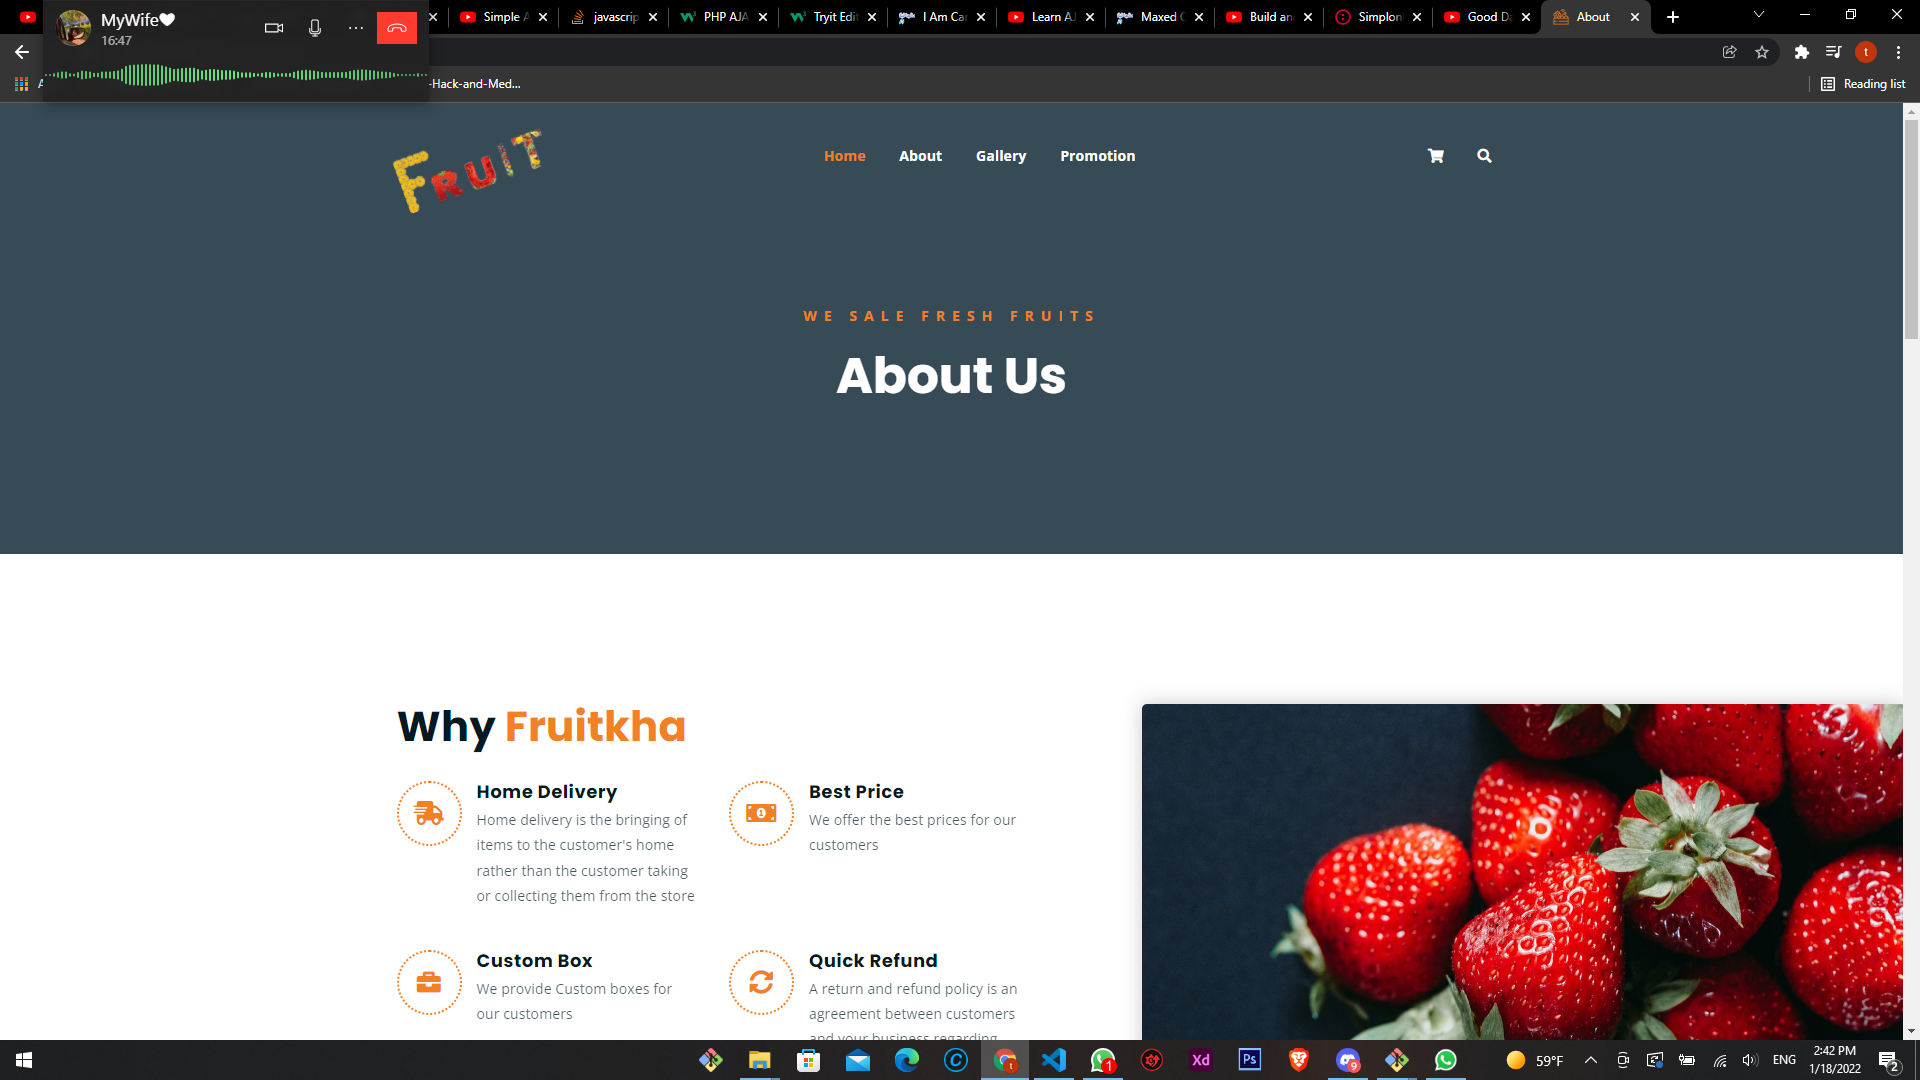 MyWife
16:47
Simple A
javascrip
PHP AJA
Tryit Edi
I Am Ca
Learn A
Maxed
Build an
Simplon
Good D
About
-Hack-and-Med...
Reading list
FRUIT
Home
About
Gallery
Promotion
WE SALE FRESH FRUITS
About Us
Why Fruitkha
Home Delivery
Home delivery is the bringing of
items to the customer's home
rather than the customer taking
or collecting them from the store
Best Price
We offer the best prices for our
customers
Custom Box
We provide Custom boxes for
our customers
Quick Refund
A return and refund policy is an
agreement between customers
and your business regarding
t
1
Xd
Ps
9
59°F
ENG
2:42 PM
1/18/2022
2